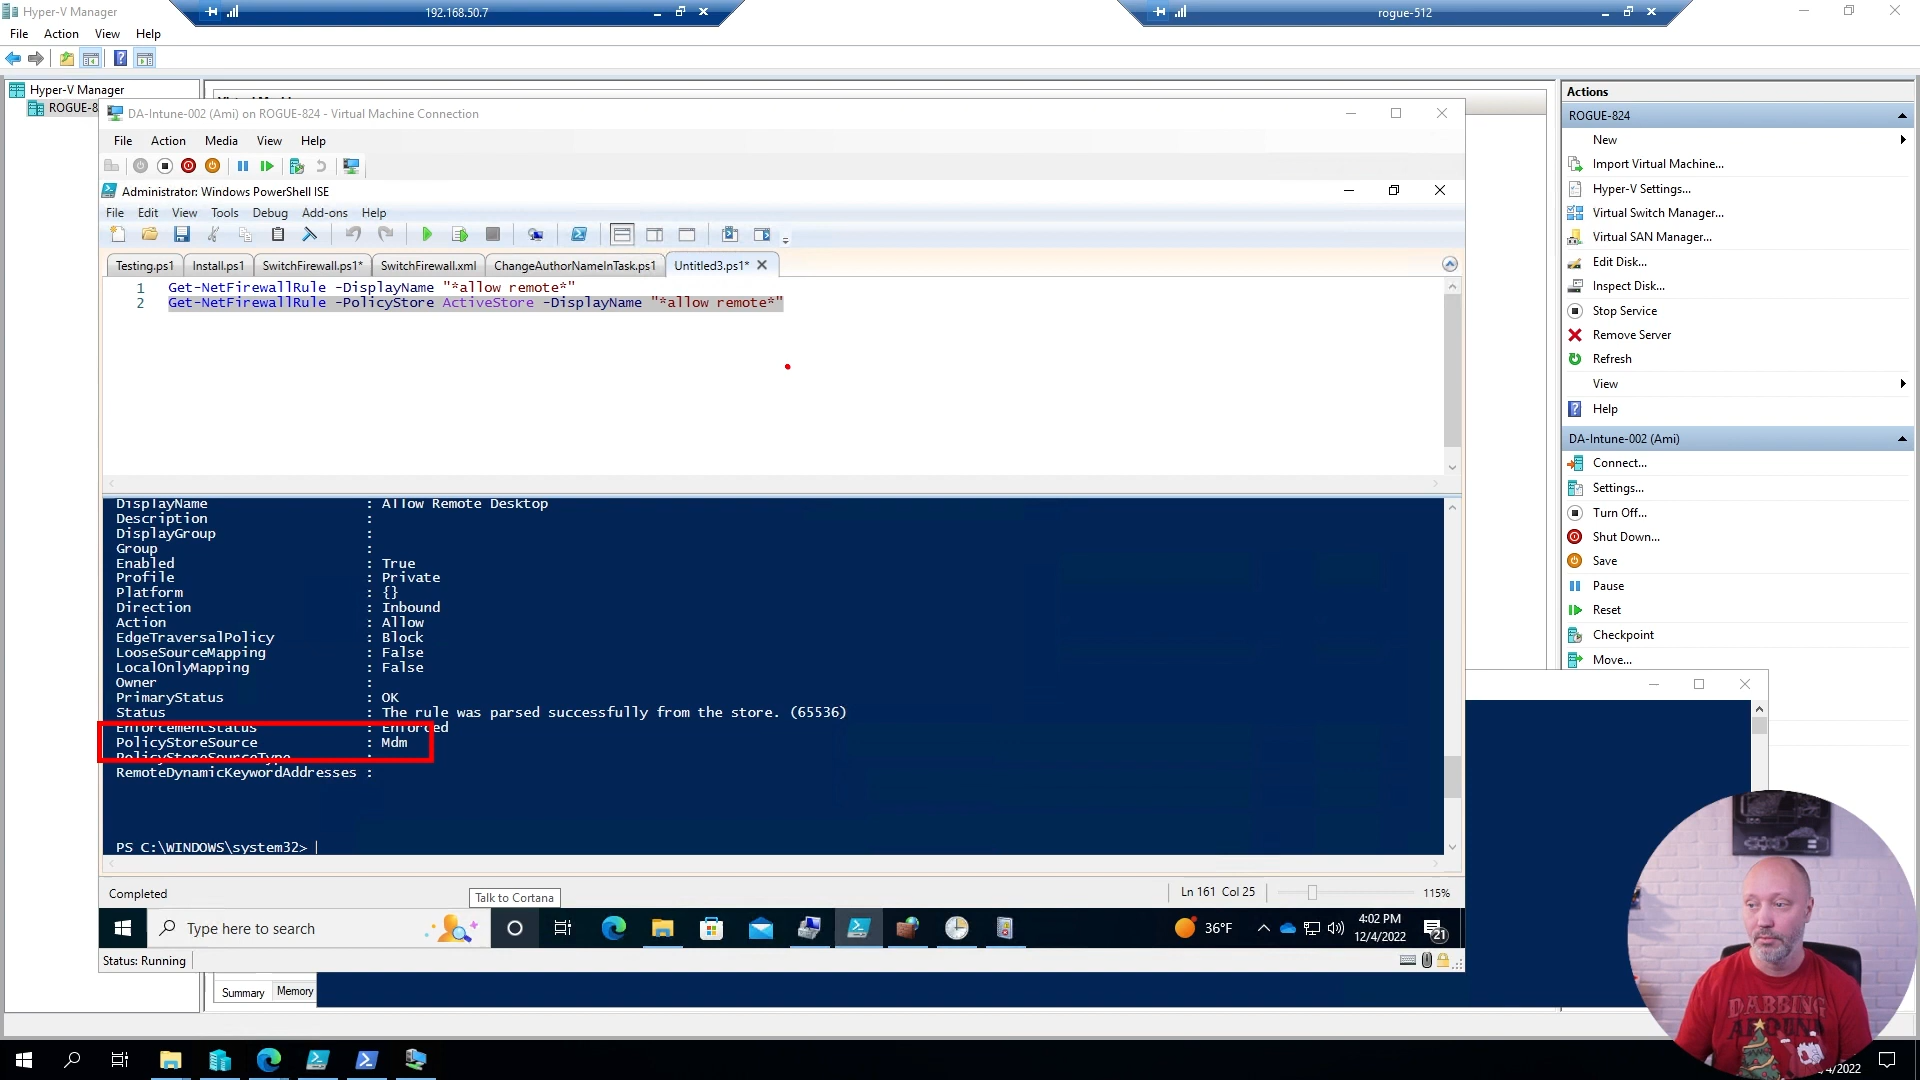 Hyper-V Manager
192.168.50.7
rogue-512
File Action View Help
Hyper-V Manager
ROGUE-8
DA-Intune-002 (Ami) on ROGUE-824 - Virtual Machine Connection
File Action Media View Help
Administrator: Windows PowerShell ISE
File Edit View Tools Debug Add-ons Help
Testing.ps1 Install.ps1 SwitchFirewall.ps1* SwitchFirewall.xml ChangeAuthorNameInTask.ps1 Untitled3.ps1*
1 Get-NetFirewallRule -DisplayName "*allow remote*"
2 Get-NetFirewallRule -PolicyStore ActiveStore -DisplayName "*allow remote*"
DisplayName : Allow Remote Desktop
Description :
DisplayGroup :
Group :
Enabled : True
Profile : Private
Platform : {}
Direction : Inbound
Action : Allow
EdgeTraversalPolicy : Block
LooseSourceMapping : False
LocalOnlyMapping : False
Owner :
PrimaryStatus : OK
Status : The rule was parsed successfully from the store. (65536)
EnforcementStatus : Enforced
PolicyStoreSource : Mdm
PolicyStoreSourceType :
RemoteDynamicKeywordAddresses :
PS C:\WINDOWS\system32>
Completed
Talk to Cortana
Ln 161 Col 25
115%
Type here to search
36°F
4:02 PM
12/4/2022
21
Status: Running
Summary Memory
Actions
ROGUE-824
New
Import Virtual Machine...
Hyper-V Settings...
Virtual Switch Manager...
Virtual SAN Manager...
Edit Disk...
Inspect Disk...
Stop Service
Remove Server
Refresh
View
Help
DA-Intune-002 (Ami)
Connect...
Settings...
Turn Off...
Shut Down...
Save
Pause
Reset
Checkpoint
Move...
DABBING
AROUND
/4/2022